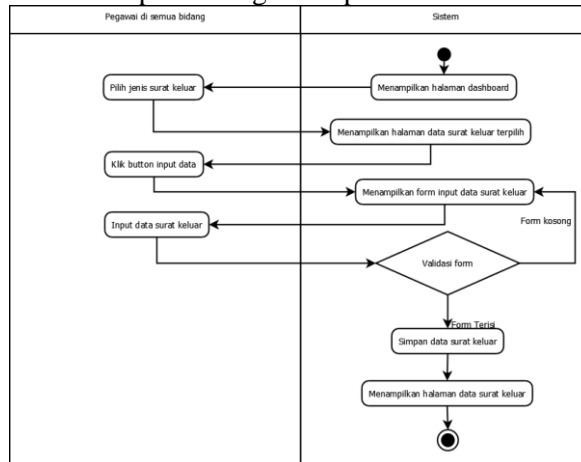 Pegawai di semua bidang
Sistem
Menampilkan halaman dashboard
Pilih jenis surat keluar
Menampilkan halaman data surat keluar terpilih
Klik button input data
Menampilkan form input data surat keluar
Input data surat keluar
Form kosong
Validasi form
Form Terisi
Simpan data surat keluar
Menampilkan halaman data surat keluar